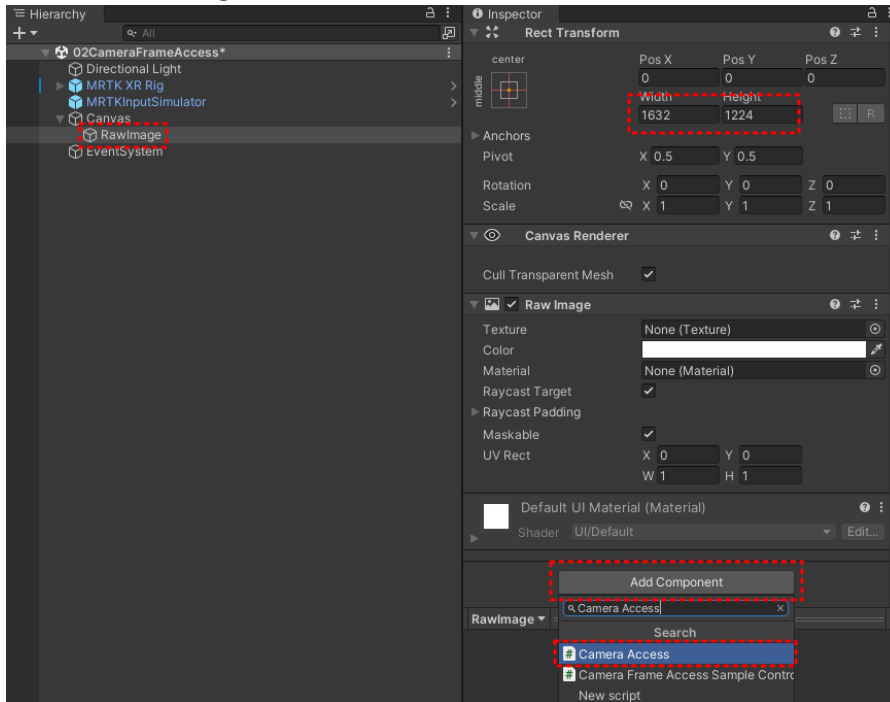 Hierarchy
All
02CameraFrameAccess*
Directional Light
MRTK XR Rig
MRTKInputSimulator
Canvas
RawImage
EventSystem
Inspector
Rect Transform
center
middle
Pos X Pos Y Pos Z
0 0 0
Width Height
1632 1224
R
Anchors
Pivot X 0.5 Y 0.5
Rotation X 0 Y 0 Z 0
Scale X 1 Y 1 Z 1
Canvas Renderer
Cull Transparent Mesh
Raw Image
Texture None (Texture)
Color
Material None (Material)
Raycast Target
Raycast Padding
Maskable
UV Rect X 0 Y 0
W 1 H 1
Default UI Material (Material)
Shader UI/Default Edit...
Add Component
Camera Access
RawImage
Search
# Camera Access
# Camera Frame Access Sample Contro
New script